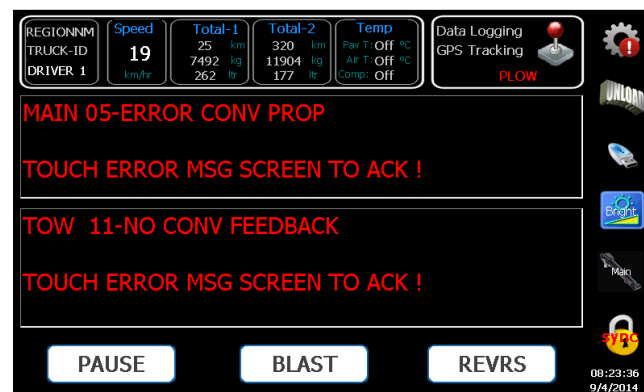 REGIONNM
TRUCK-ID
DRIVER 1
Speed
19
km/hr
Total-1
25 km
7492 kg
262 ltr
Total-2
320 km
11904 kg
177 ltr
Temp
Pav T: Off ºC
Air T: Off ºC
Comp: Off
Data Logging
GPS Tracking
PLOW
MAIN 05-ERROR CONV PROP
TOUCH ERROR MSG SCREEN TO ACK !
TOW 11-NO CONV FEEDBACK
TOUCH ERROR MSG SCREEN TO ACK !
UNLOAD
Bright
Main
sync
PAUSE
BLAST
REVRS
08:23:36
9/4/2014